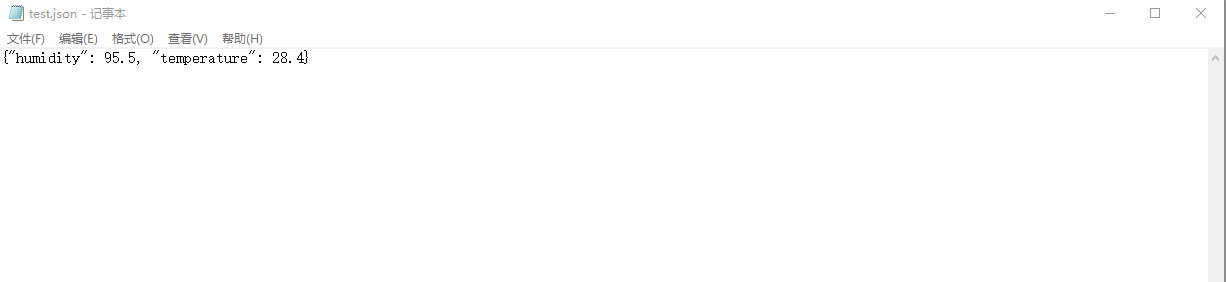 test.json - 记事本
文件(F) 编辑(E) 格式(O) 查看(V) 帮助(H)
{"humidity": 95.5, "temperature": 28.4}